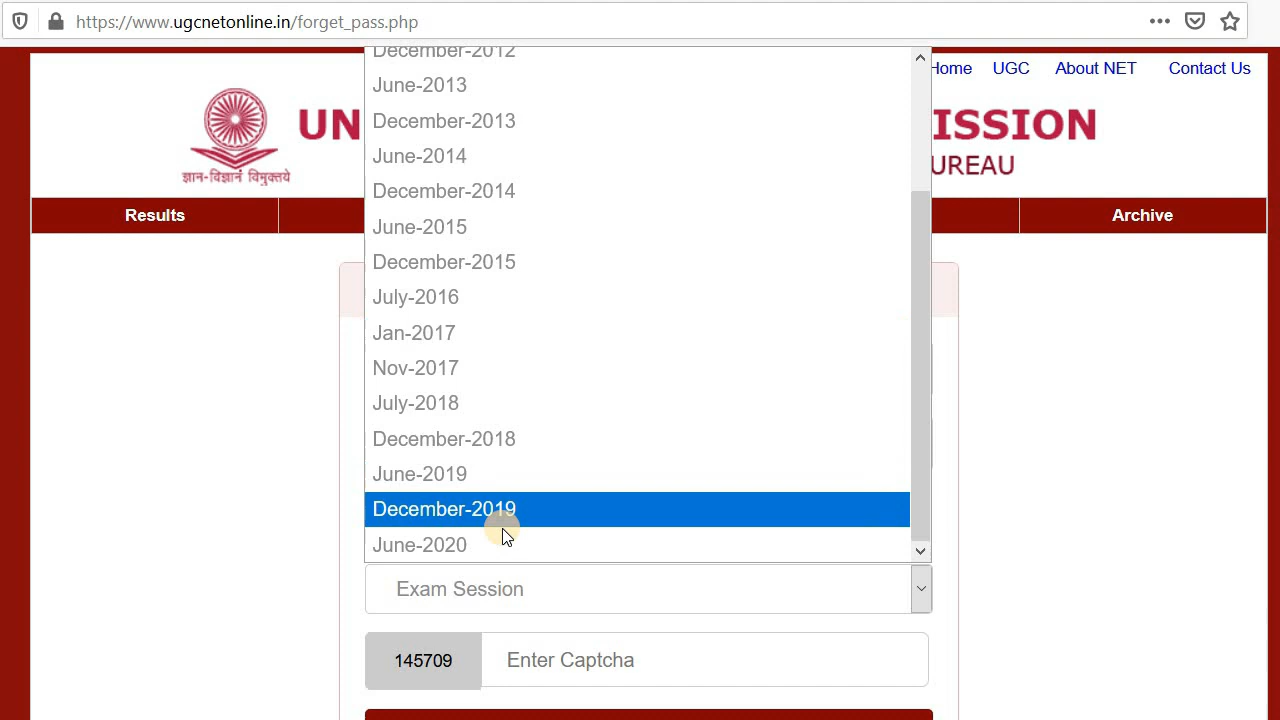 https://www.ugcnetonline.in/forget_pass.php
Home UGC About NET Contact Us
UN ISSION
UREAU
ज्ञान-विज्ञानं विमुक्तये
Results Archive
December-2012
June-2013
December-2013
June-2014
December-2014
June-2015
December-2015
July-2016
Jan-2017
Nov-2017
July-2018
December-2018
June-2019
December-2019
June-2020
Exam Session
145709 Enter Captcha